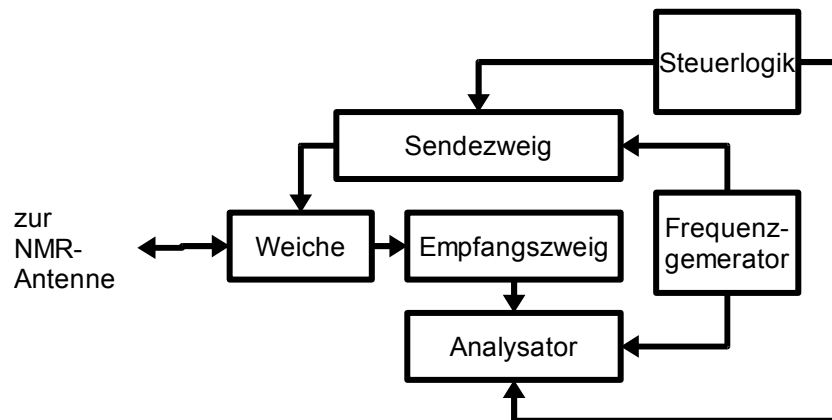 Steuerlogik
Sendezweig
zur
NMR-
Antenne
Weiche
Empfangszweig
Frequenz-
gemerator
Analysator